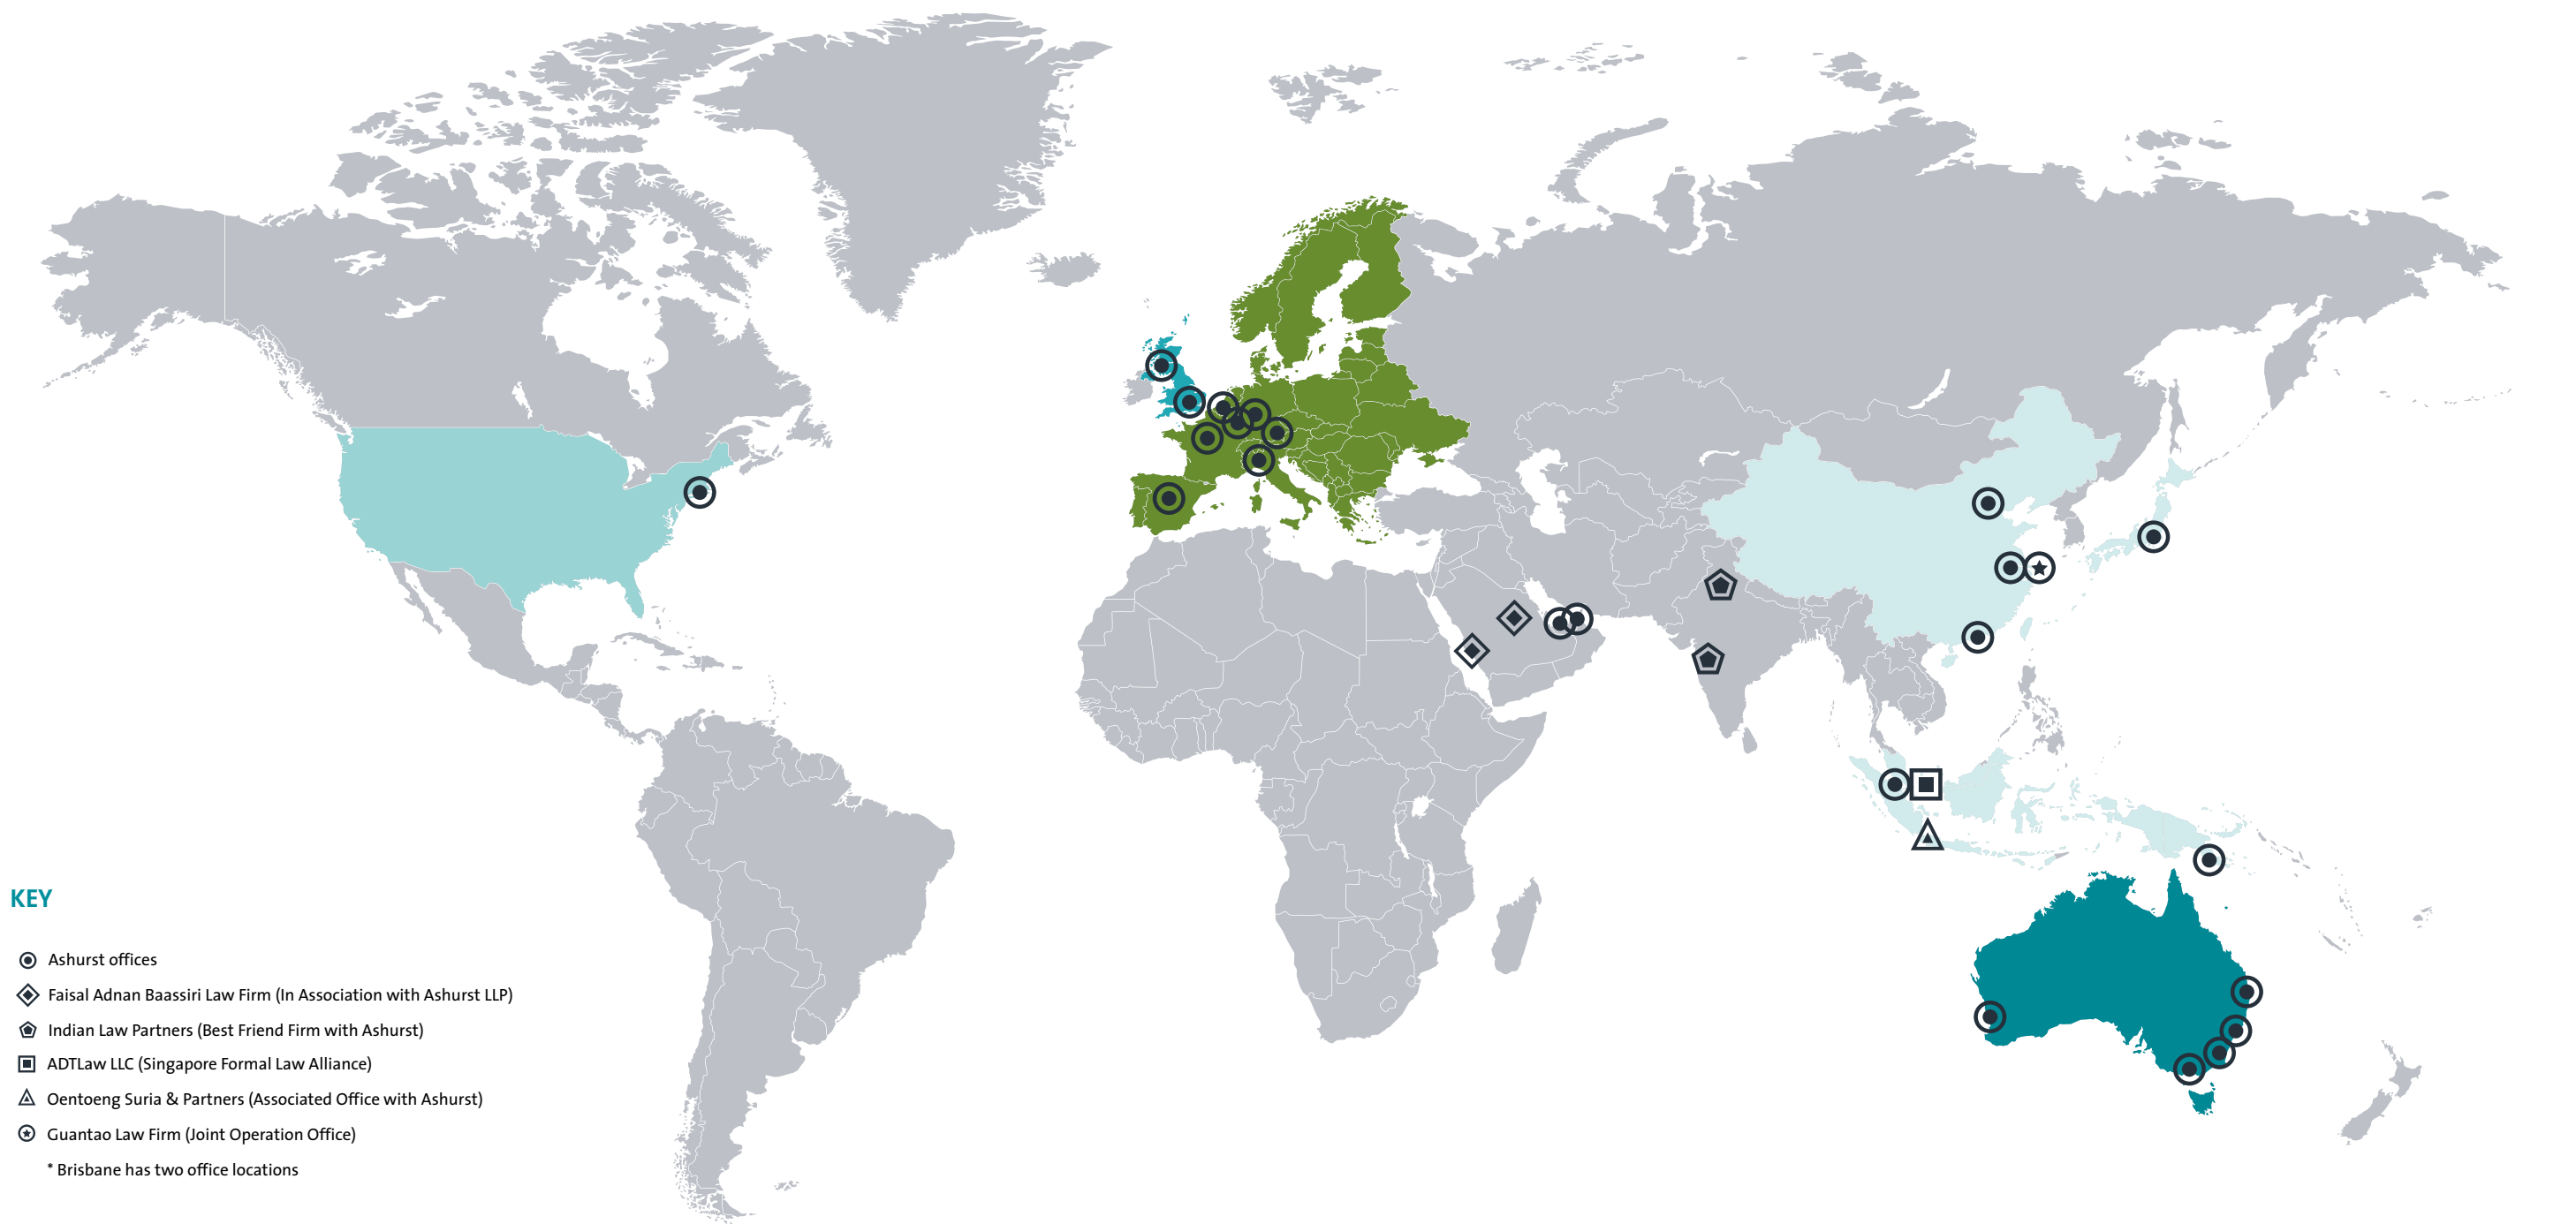 KEY
Ashurst offices
Faisal Adnan Baassiri Law Firm (In Association with Ashurst LLP)
Indian Law Partners (Best Friend Firm with Ashurst)
ADTLaw LLC (Singapore Formal Law Alliance)
Oentoeng Suria & Partners (Associated Office with Ashurst)
Guantao Law Firm (Joint Operation Office)
* Brisbane has two office locations